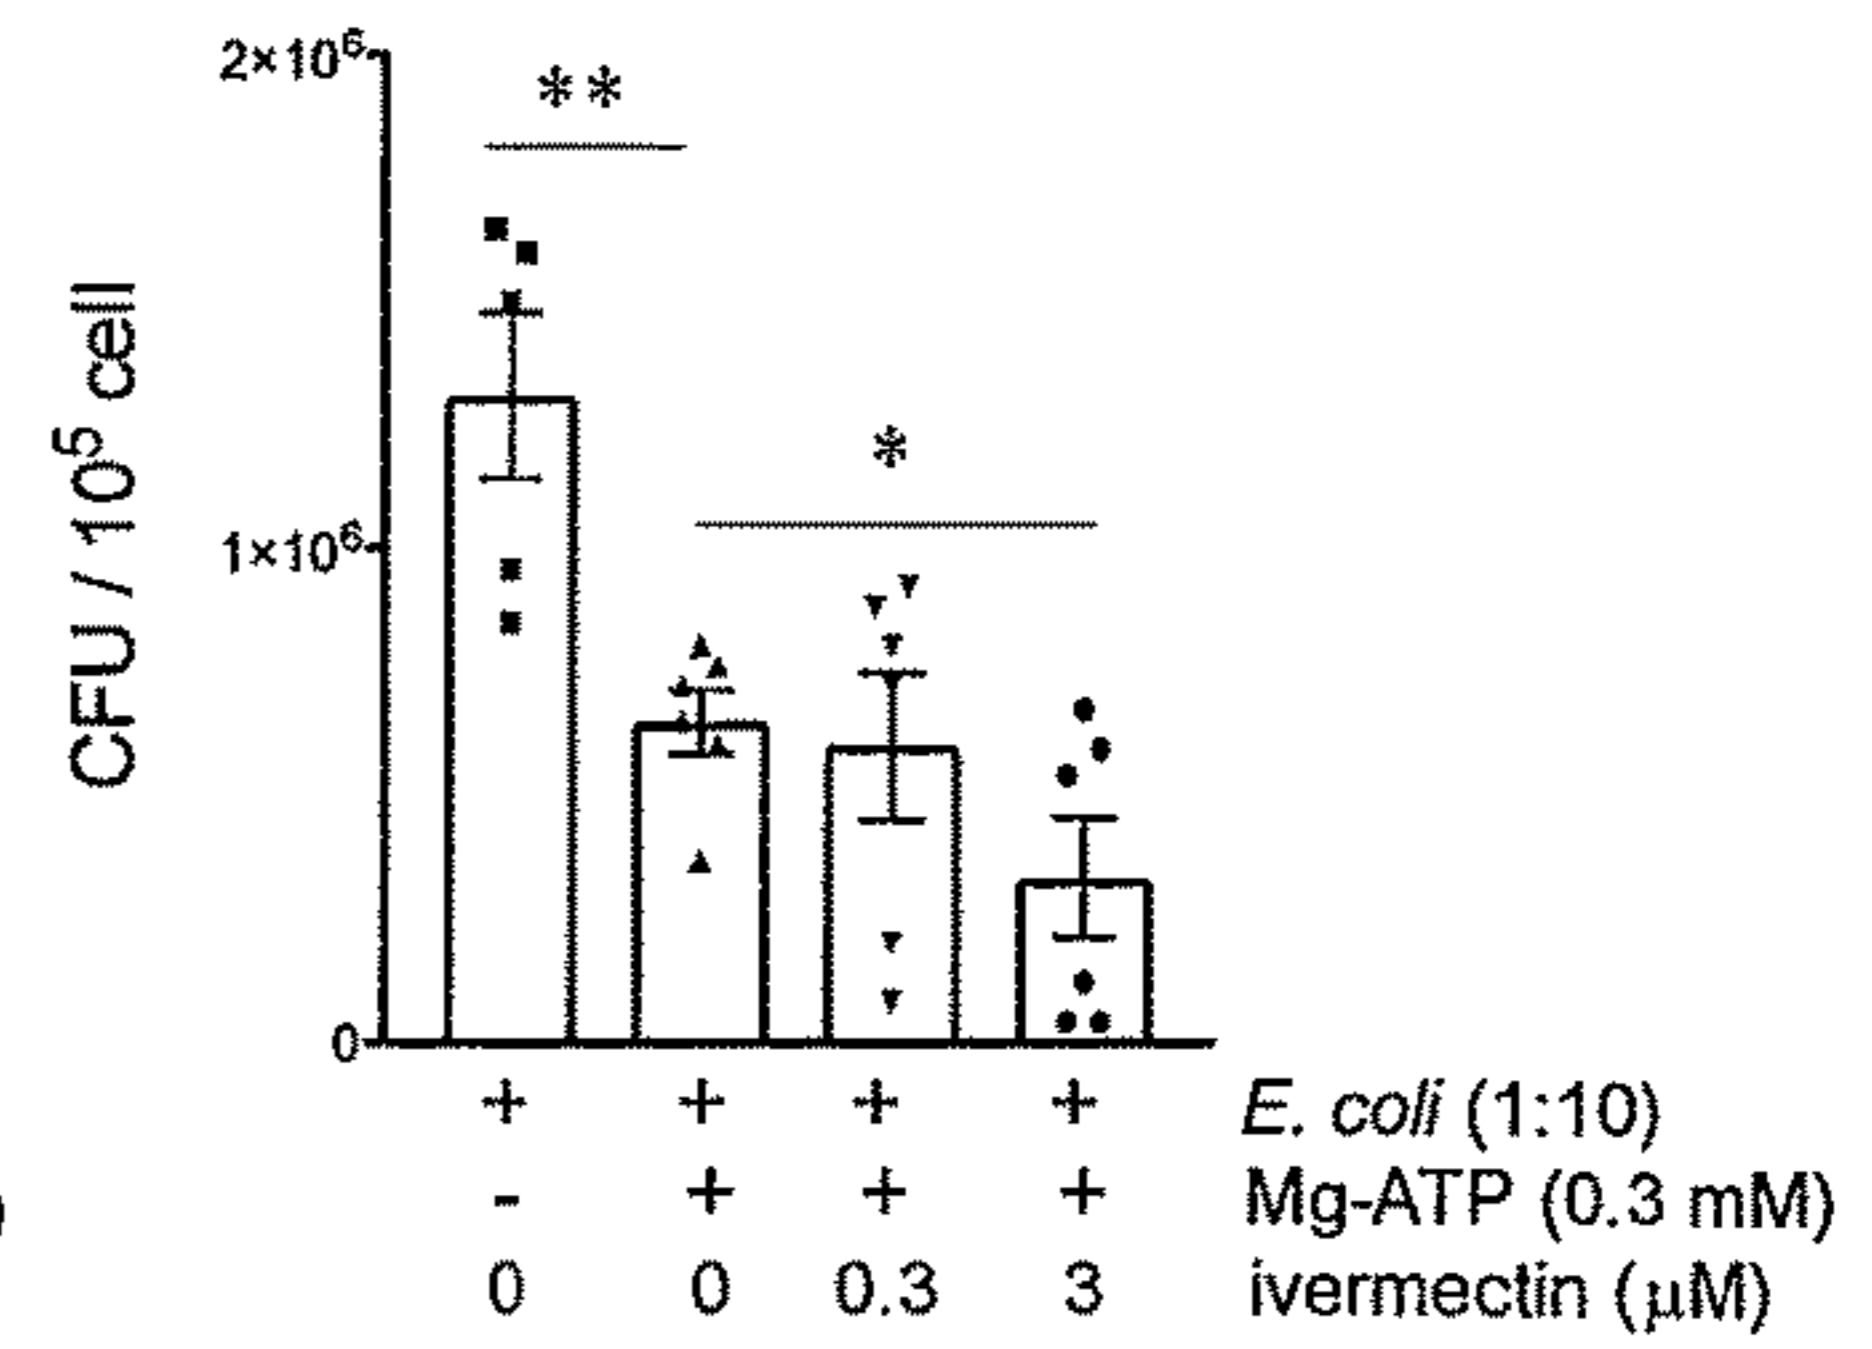 2×10⁶
**
CFU / 10⁵ cell
*
1×10⁶
0
+ + + + E. coli (1:10)
)
- + + + Mg-ATP (0.3 mM)
0 0 0.3 3 ivermectin (μM)